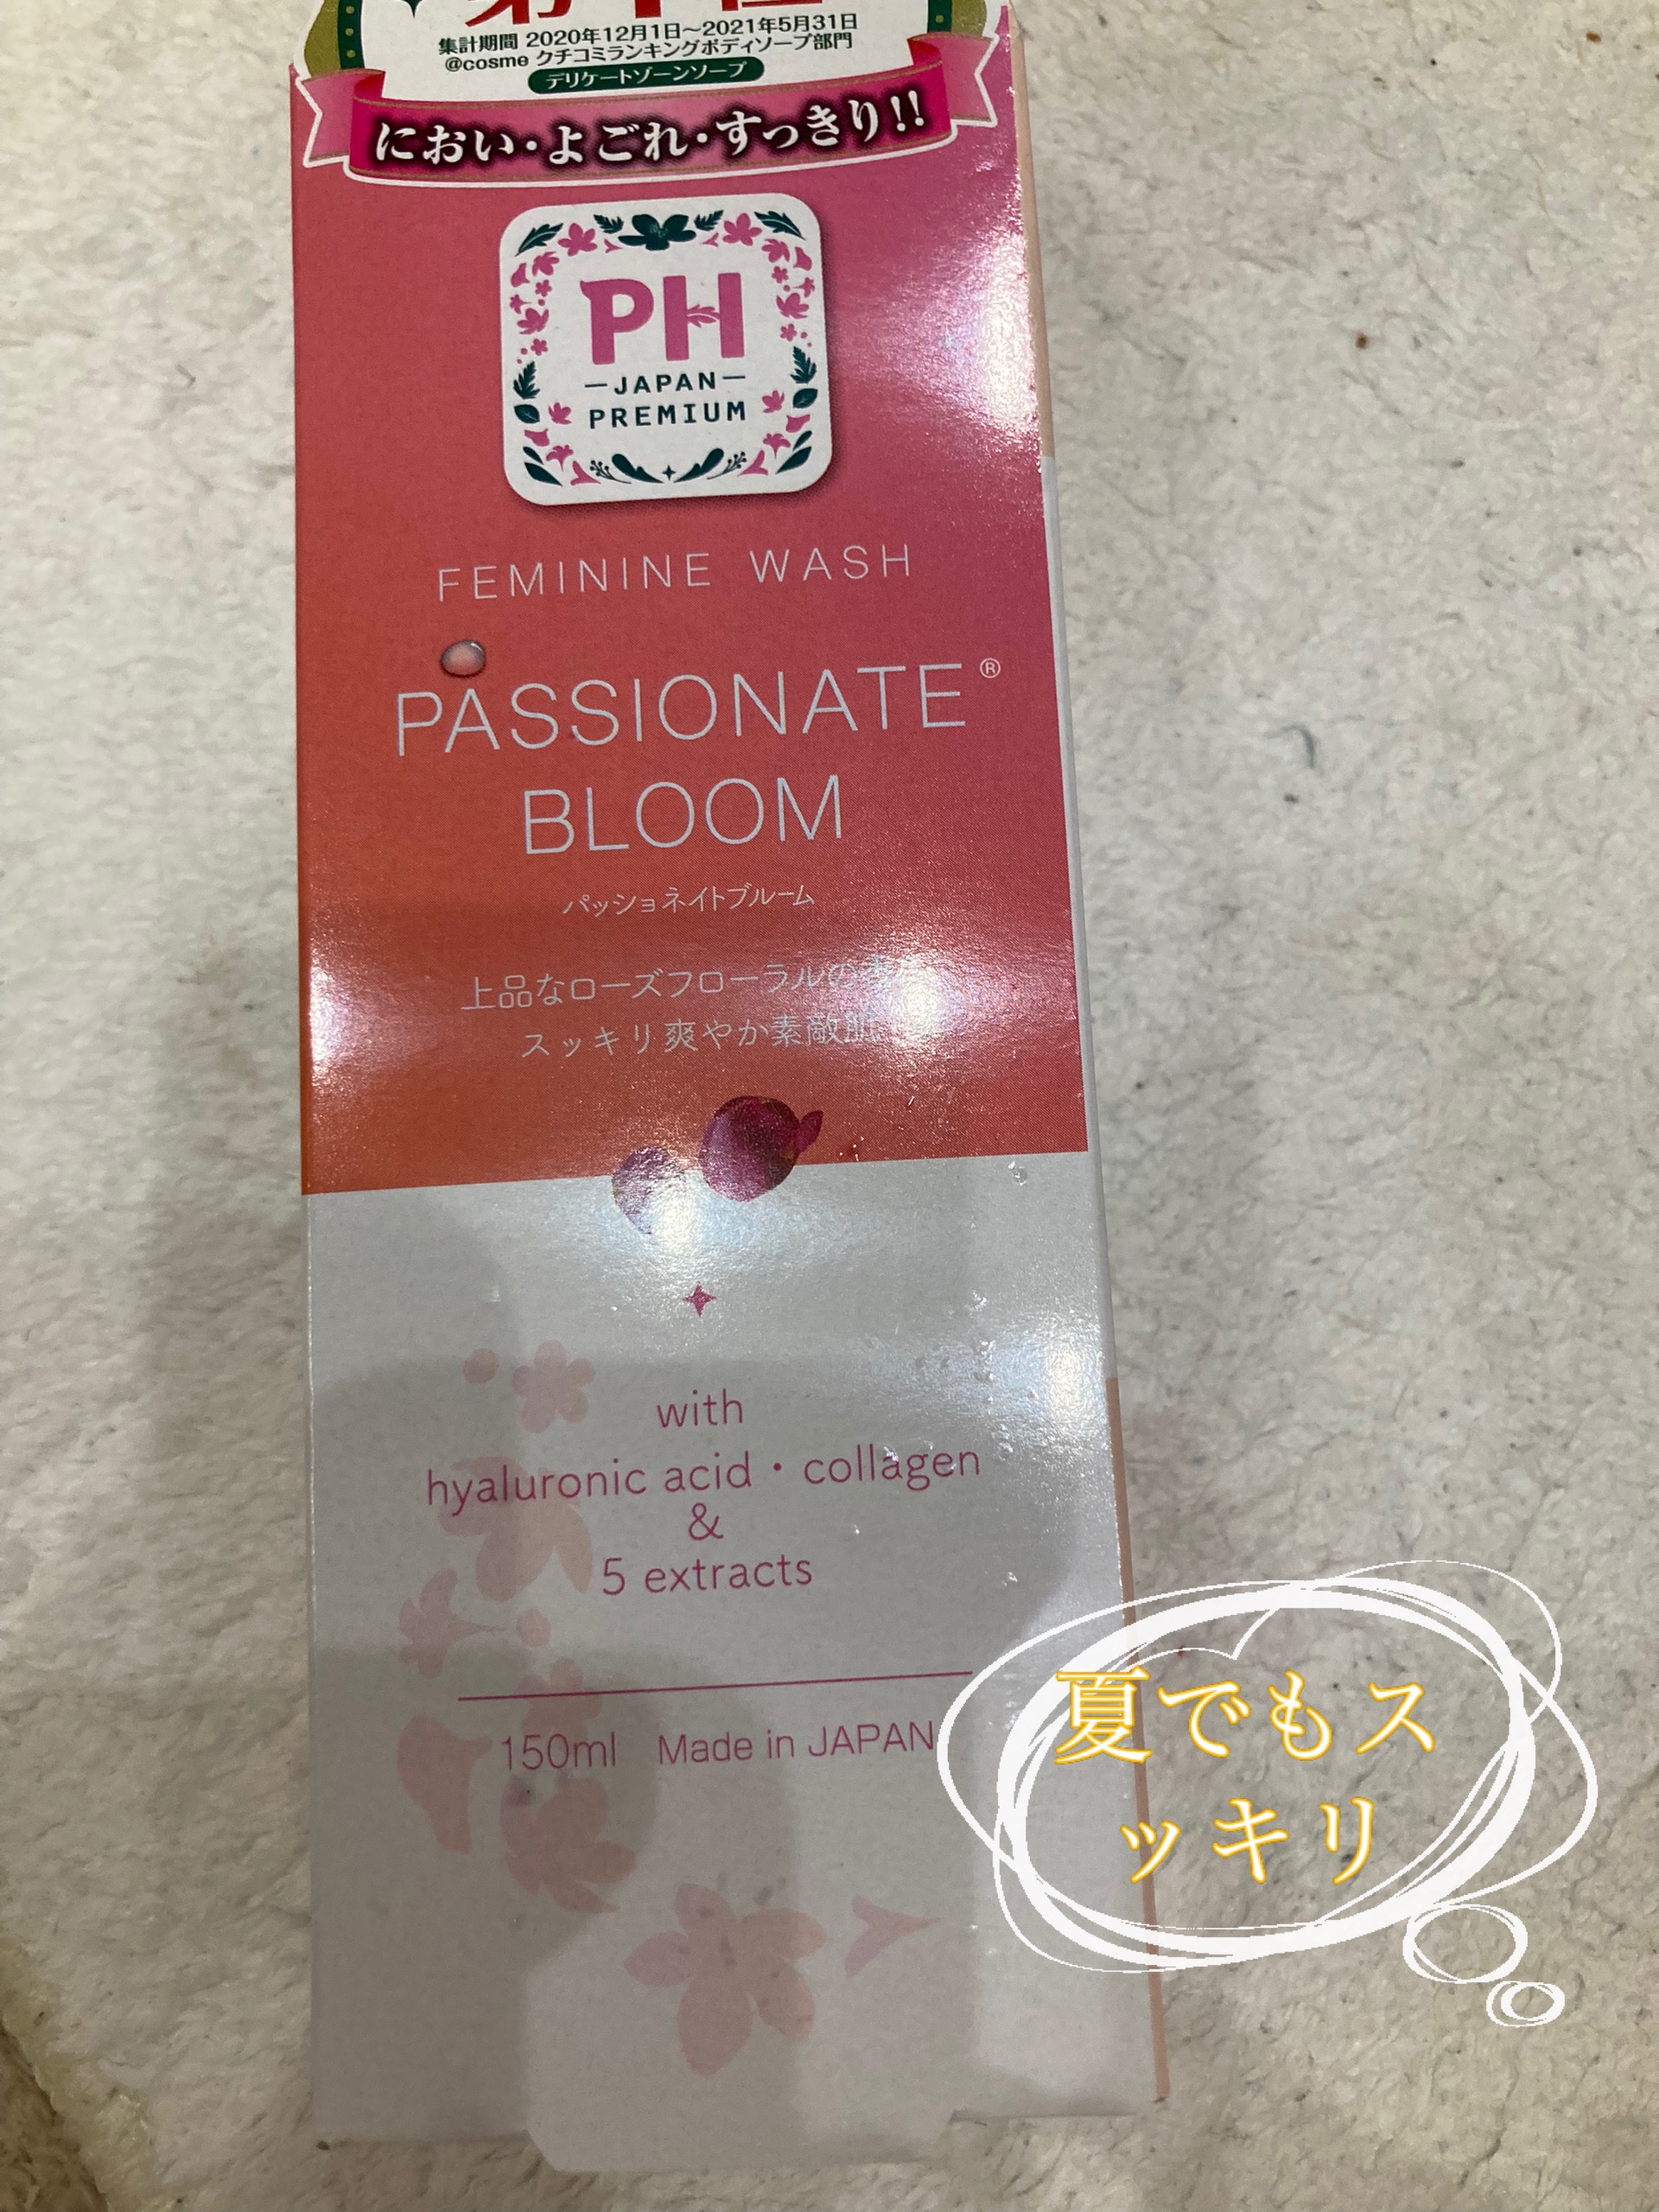 集計期間 2020年12月1日～2021年5月31日
@cosme クチコミランキングボディソープ部門
デリケートゾーンソープ
におい・よごれ・すっきり!!
PH
JAPAN
PREMIUM
FEMININE WASH
PASSIONATE®
BLOOM
パッショネイトブルーム
上品なローズフローラルの
スッキリ爽やか素敵肌
with
hyaluronic acid・collagen
&
5 extracts
150ml Made in JAPAN
夏でもス
ッキリ